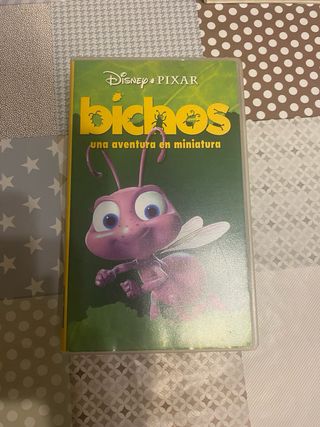 Disney PIXAR
bichos
una aventura en miniatura